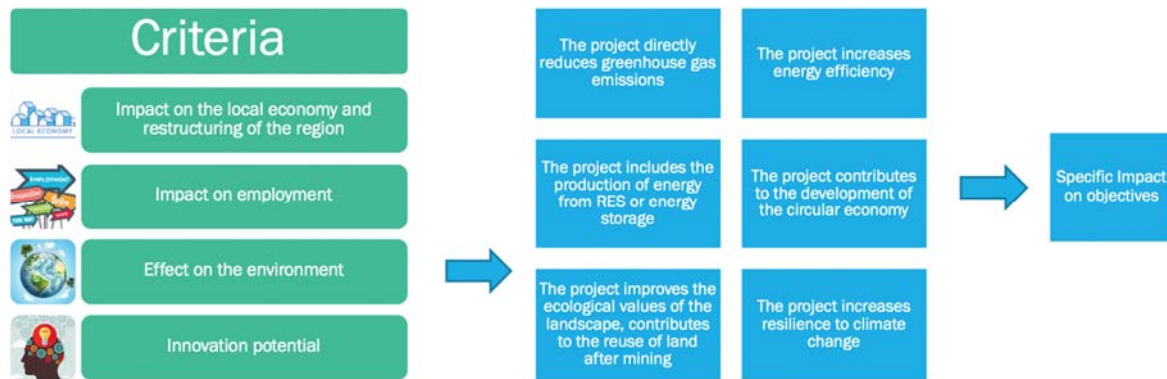 Criteria
LOCAL ECONOMY
Impact on the local economy and
restructuring of the region
EMPLOYMENT
Jobs
Impact on employment
Effect on the environment
Innovation potential
The project directly
reduces greenhouse gas
emissions
The project increases
energy efficiency
The project includes the
production of energy
from RES or energy
storage
The project contributes
to the development of
the circular economy
The project improves the
ecological values of the
landscape, contributes
to the reuse of land
after mining
The project increases
resilience to climate
change
Specific Impact
on objectives